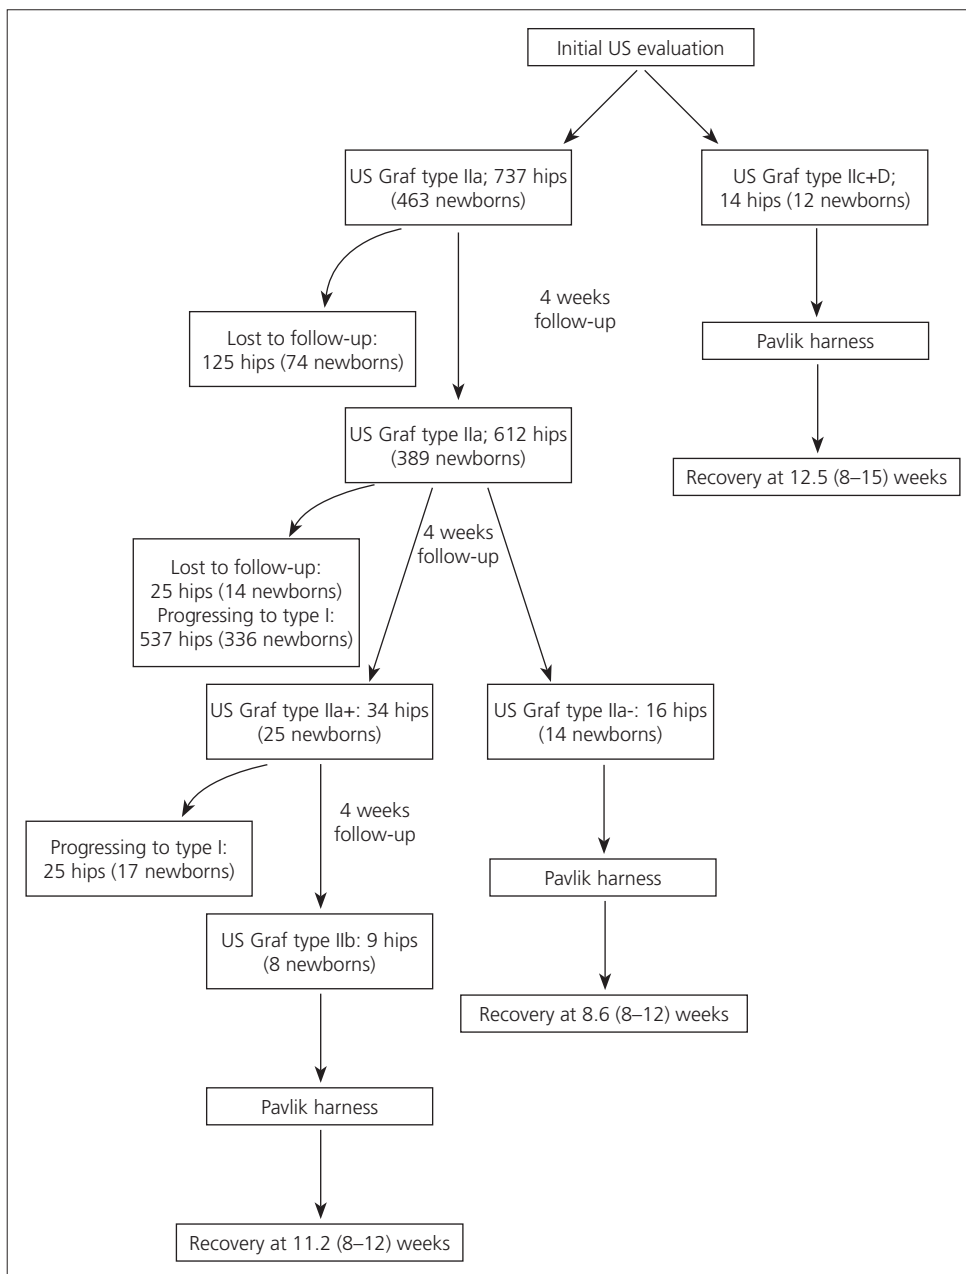 Initial US evaluation
US Graf type IIa; 737 hips
(463 newborns)
US Graf type IIc+D;
14 hips (12 newborns)
4 weeks
follow-up
Lost to follow-up:
125 hips (74 newborns)
Pavlik harness
US Graf type IIa; 612 hips
(389 newborns)
Recovery at 12.5 (8–15) weeks
4 weeks
follow-up
Lost to follow-up:
25 hips (14 newborns)
Progressing to type I:
537 hips (336 newborns)
US Graf type IIa+: 34 hips
(25 newborns)
US Graf type IIa-: 16 hips
(14 newborns)
4 weeks
follow-up
Progressing to type I:
25 hips (17 newborns)
Pavlik harness
US Graf type IIb: 9 hips
(8 newborns)
Recovery at 8.6 (8–12) weeks
Pavlik harness
Recovery at 11.2 (8–12) weeks